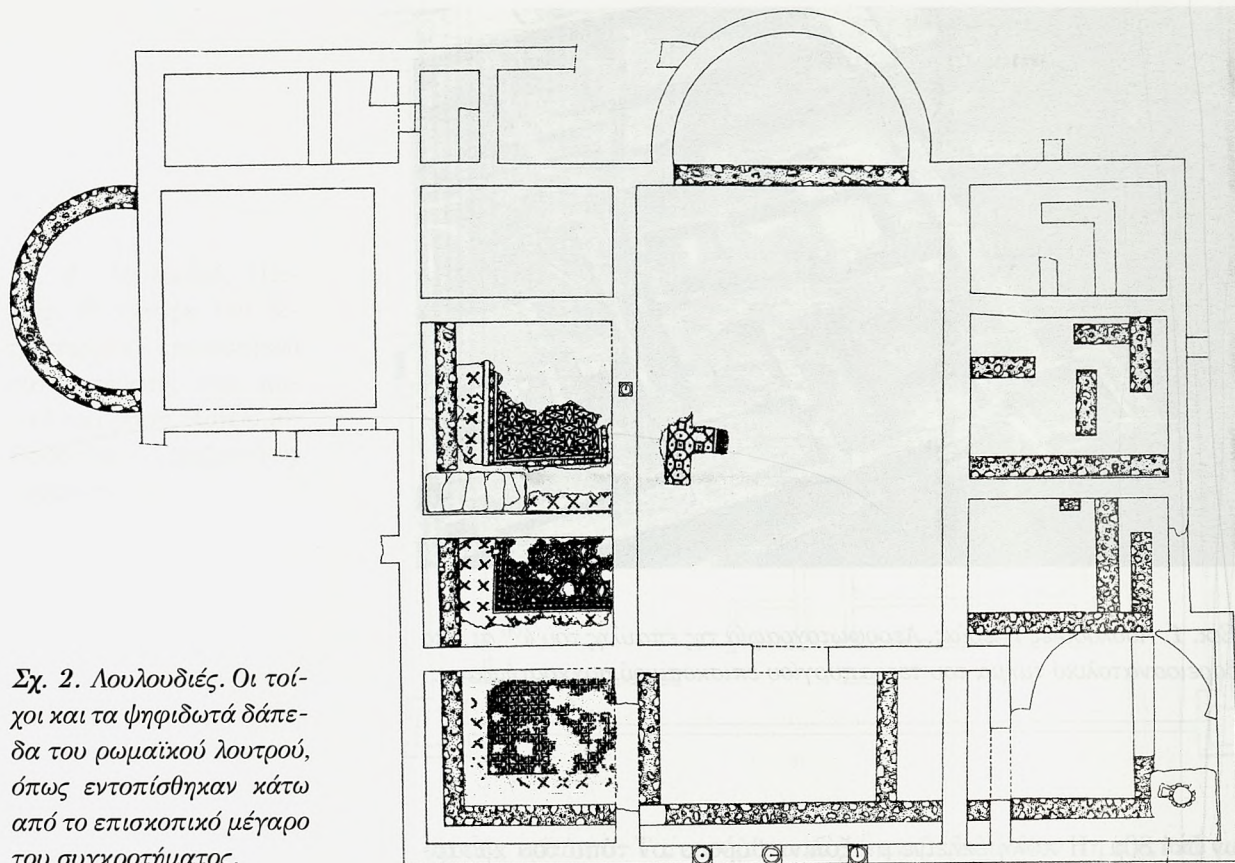 Σχ. 2. Λουλουδιές. Οι τοί-
χοι και τα ψηφιδωτά δάπε-
δα του ρωμαϊκού λουτρού,
όπως εντοπίσθηκαν κάτω
από το επισκοπικό μέγαρο
του συγκροτήματος.